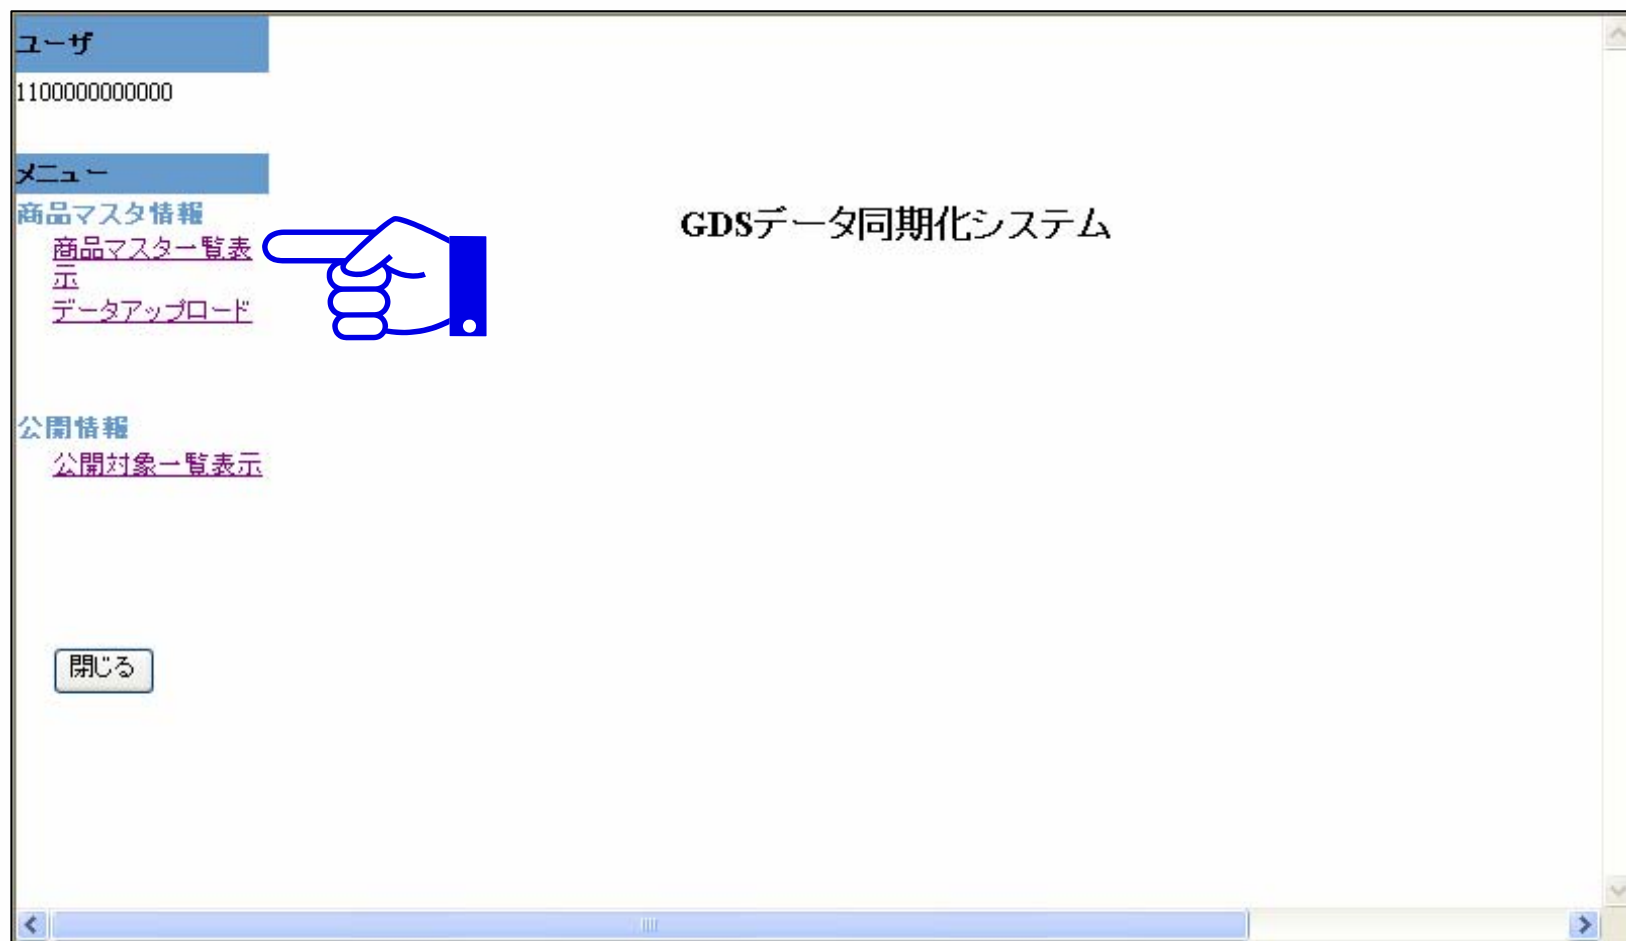 ユーザ
1100000000000
メニュー
商品マスタ情報
商品マスタ一覧表
示
データアップロード
GDSデータ同期化システム
公開情報
公開対象一覧表示
閉じる